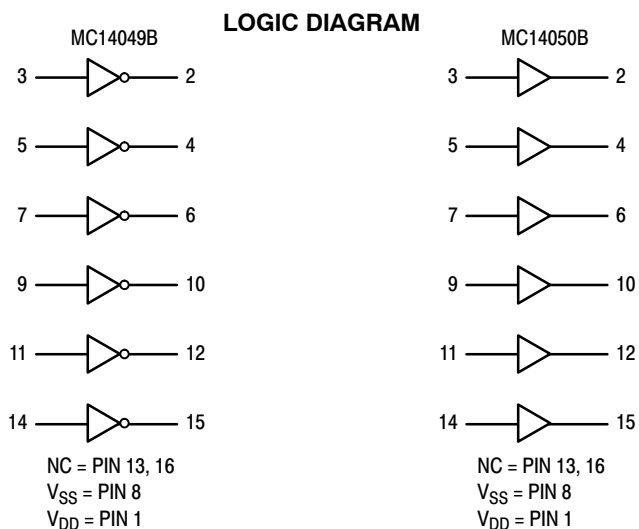 LOGIC DIAGRAM
MC14049B
3 2
5 4
7 6
9 10
11 12
14 15
NC = PIN 13, 16
VSS = PIN 8
VDD = PIN 1
MC14050B
3 2
5 4
7 6
9 10
11 12
14 15
NC = PIN 13, 16
VSS = PIN 8
VDD = PIN 1